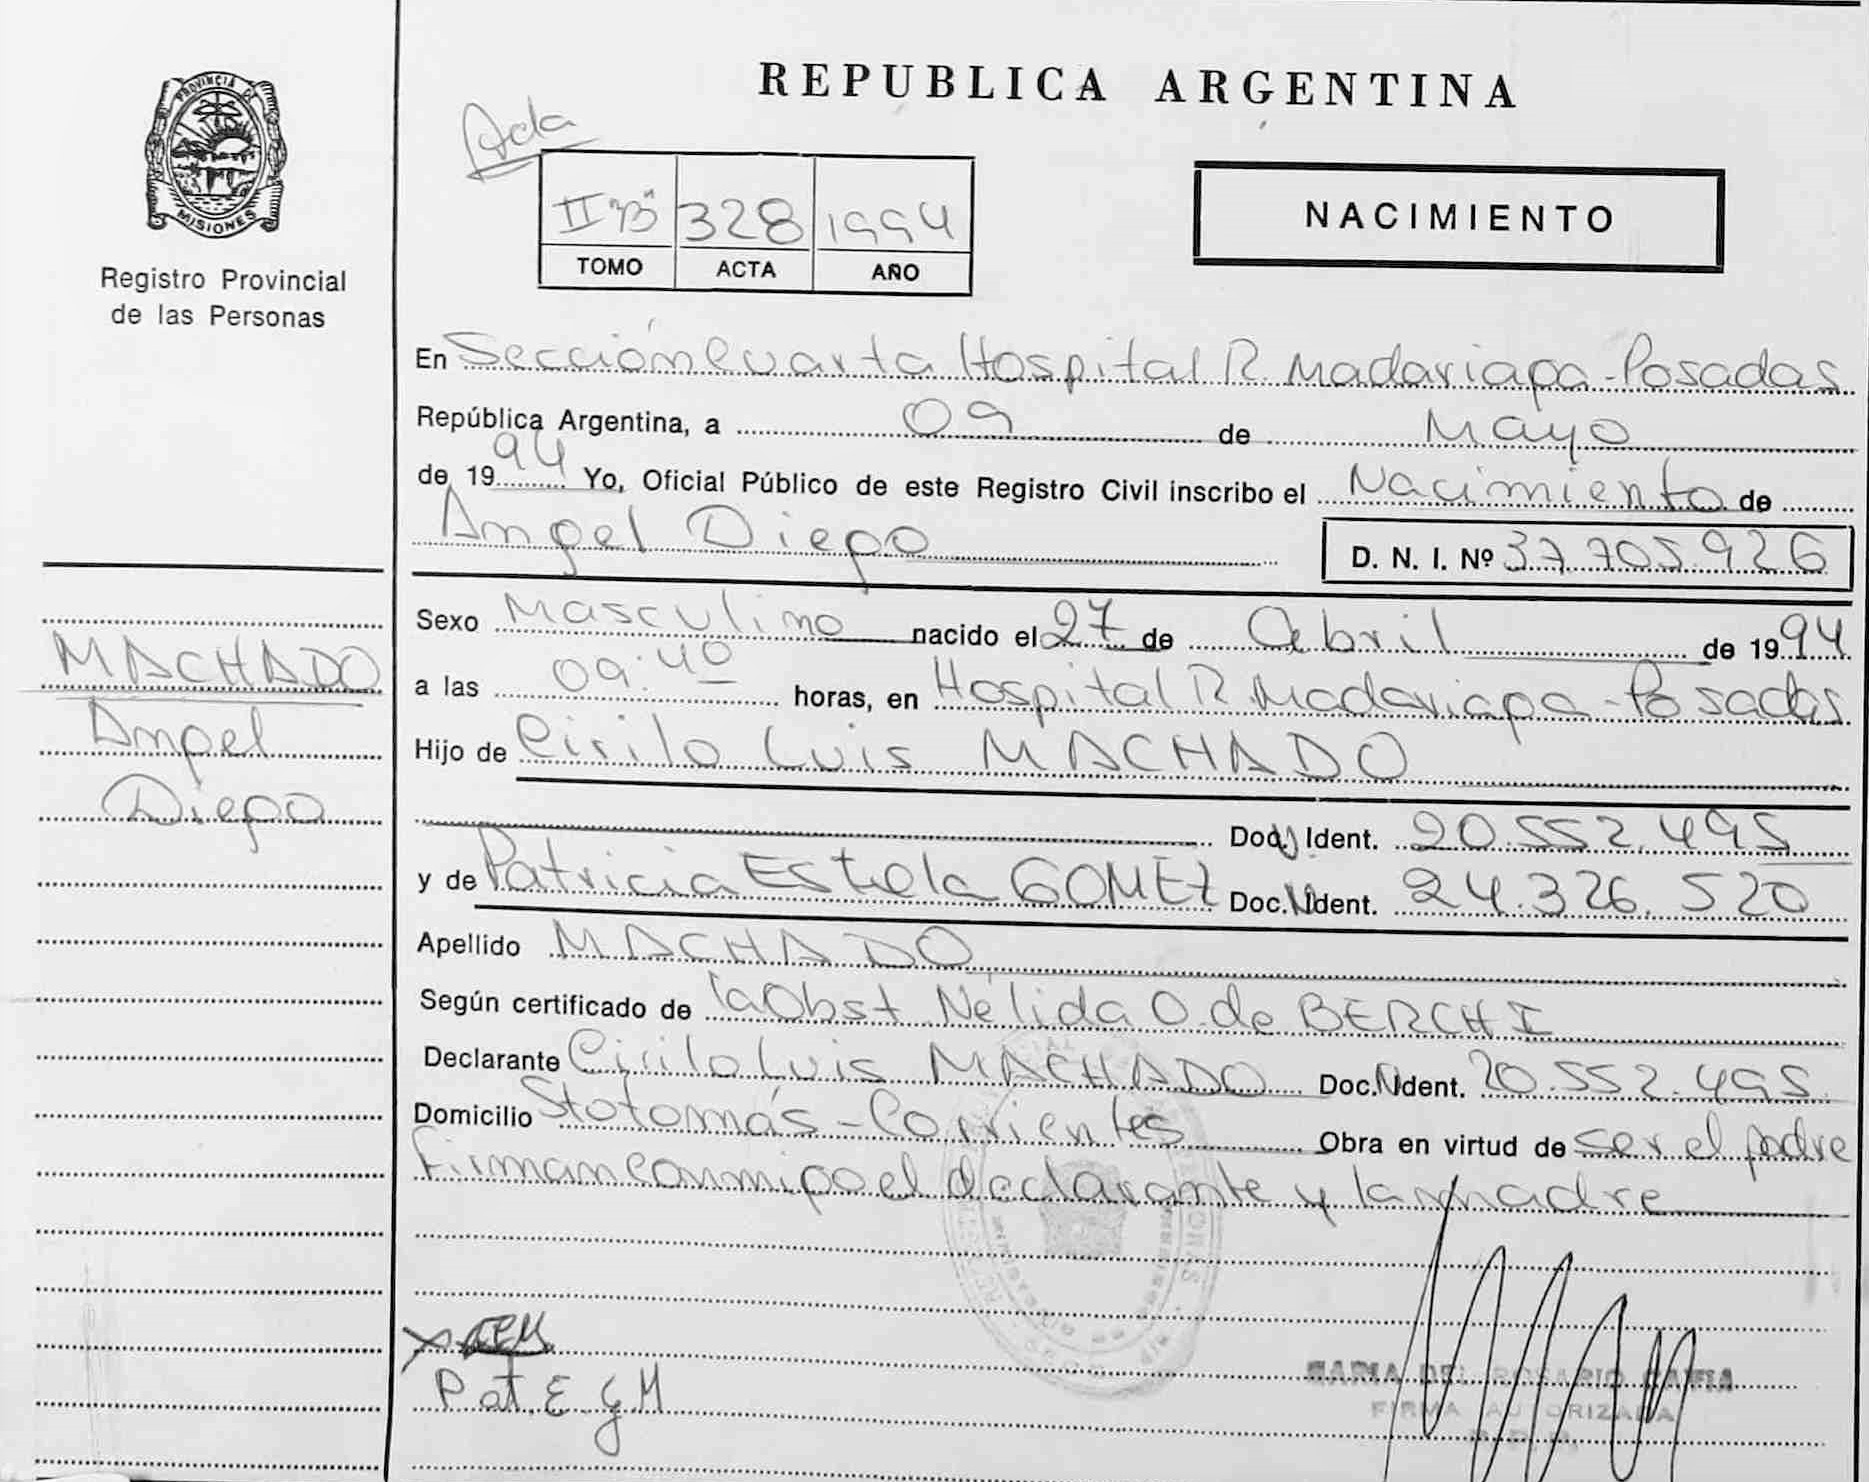 REPUBLICA ARGENTINA
PROVINCIA DE
MISIONES
Registro Provincial
de las Personas
Acta
II "B" 328 1994
TOMO ACTA AÑO
NACIMIENTO
En Sección Cuarta Hospital R. Madariaga - Posadas
República Argentina, a 09 de Mayo
de 1994 Yo, Oficial Público de este Registro Civil inscribo el Nacimiento de
Angel Diego D. N. I. Nº 37.705.926
MACHADO
Angel
Diego
Sexo Masculino nacido el 27 de Abril de 1994
a las 09:40 horas, en Hospital R. Madariaga - Posadas
Hijo de Cirilo Luis MACHADO
Doc. Ident. 20.552.495
y de Patricia Estela GOMEZ Doc. N Ident. 24.326.520
Apellido MACHADO
Según certificado de la Obst Nélida O. de BERCHI
Declarante Cirilo Luis MACHADO Doc. N Ident. 20.552.495
Domicilio Sto tomás - Corrientes Obra en virtud de ser el padre
Firman conmigo el declarante y la madre
Pat. E. g M
MARIA DEL ROSARIO
FIRMA AUTORIZADA